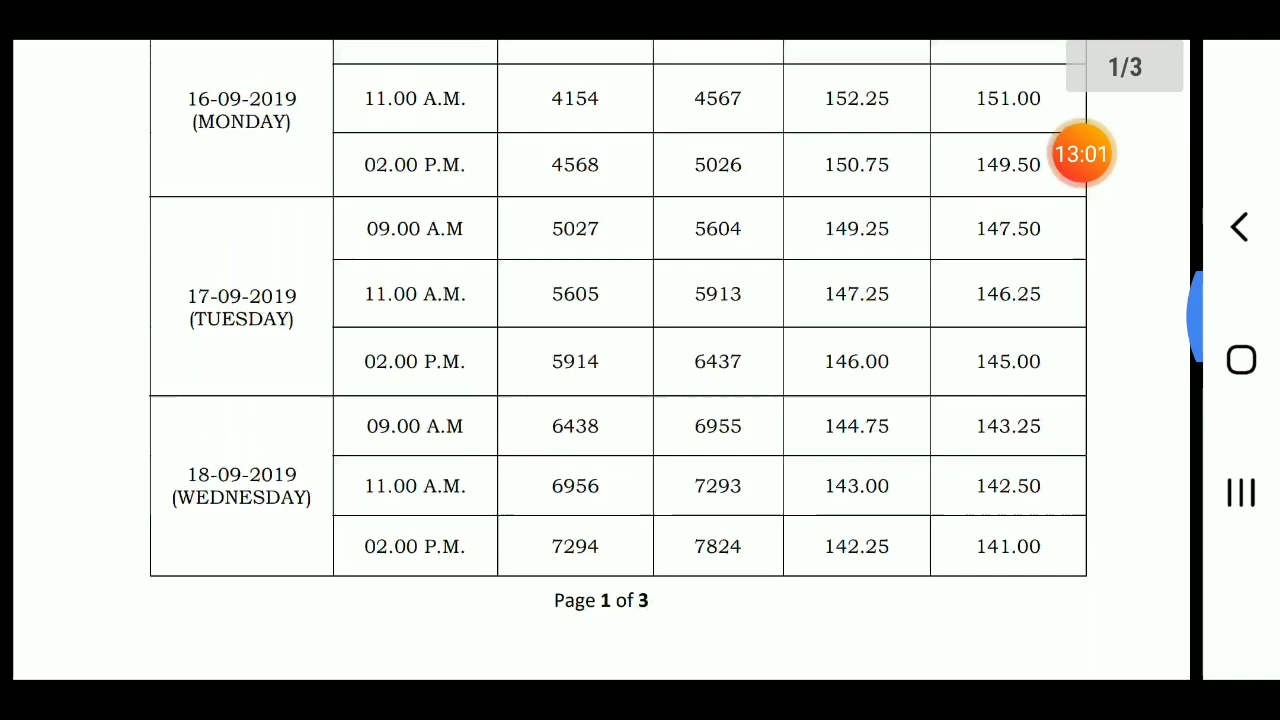 1/3
13:01
16-09-2019
(MONDAY)
11.00 A.M. 4154 4567 152.25 151.00
02.00 P.M. 4568 5026 150.75 149.50
17-09-2019
(TUESDAY)
09.00 A.M 5027 5604 149.25 147.50
11.00 A.M. 5605 5913 147.25 146.25
02.00 P.M. 5914 6437 146.00 145.00
18-09-2019
(WEDNESDAY)
09.00 A.M 6438 6955 144.75 143.25
11.00 A.M. 6956 7293 143.00 142.50
02.00 P.M. 7294 7824 142.25 141.00
Page 1 of 3